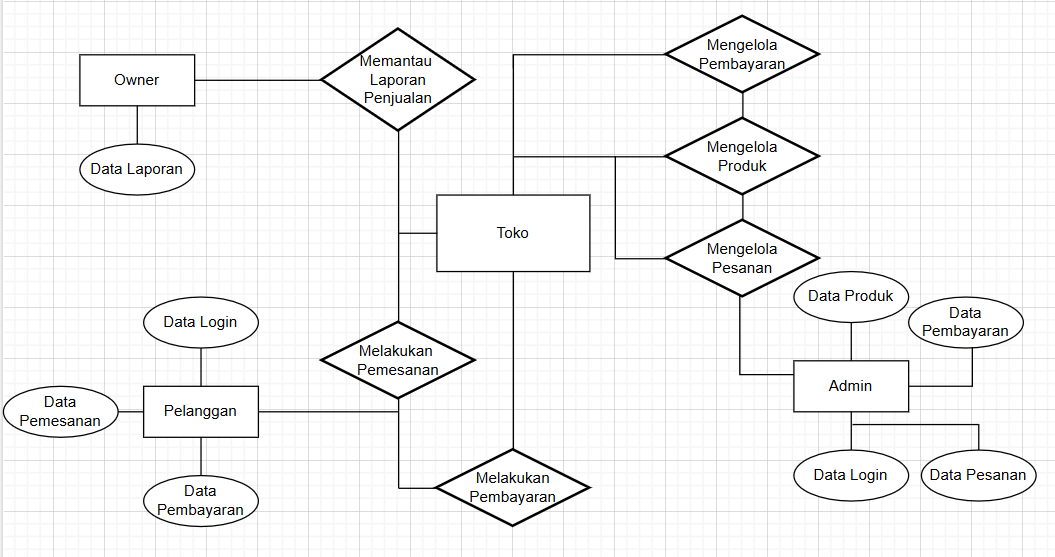 Owner
Memantau
Laporan
Penjualan
Mengelola
Pembayaran
Data Laporan
Mengelola
Produk
Toko
Mengelola
Pesanan
Data Produk
Data
Pembayaran
Data Login
Melakukan
Pemesanan
Admin
Data
Pemesanan
Pelanggan
Data
Pembayaran
Melakukan
Pembayaran
Data Login
Data Pesanan